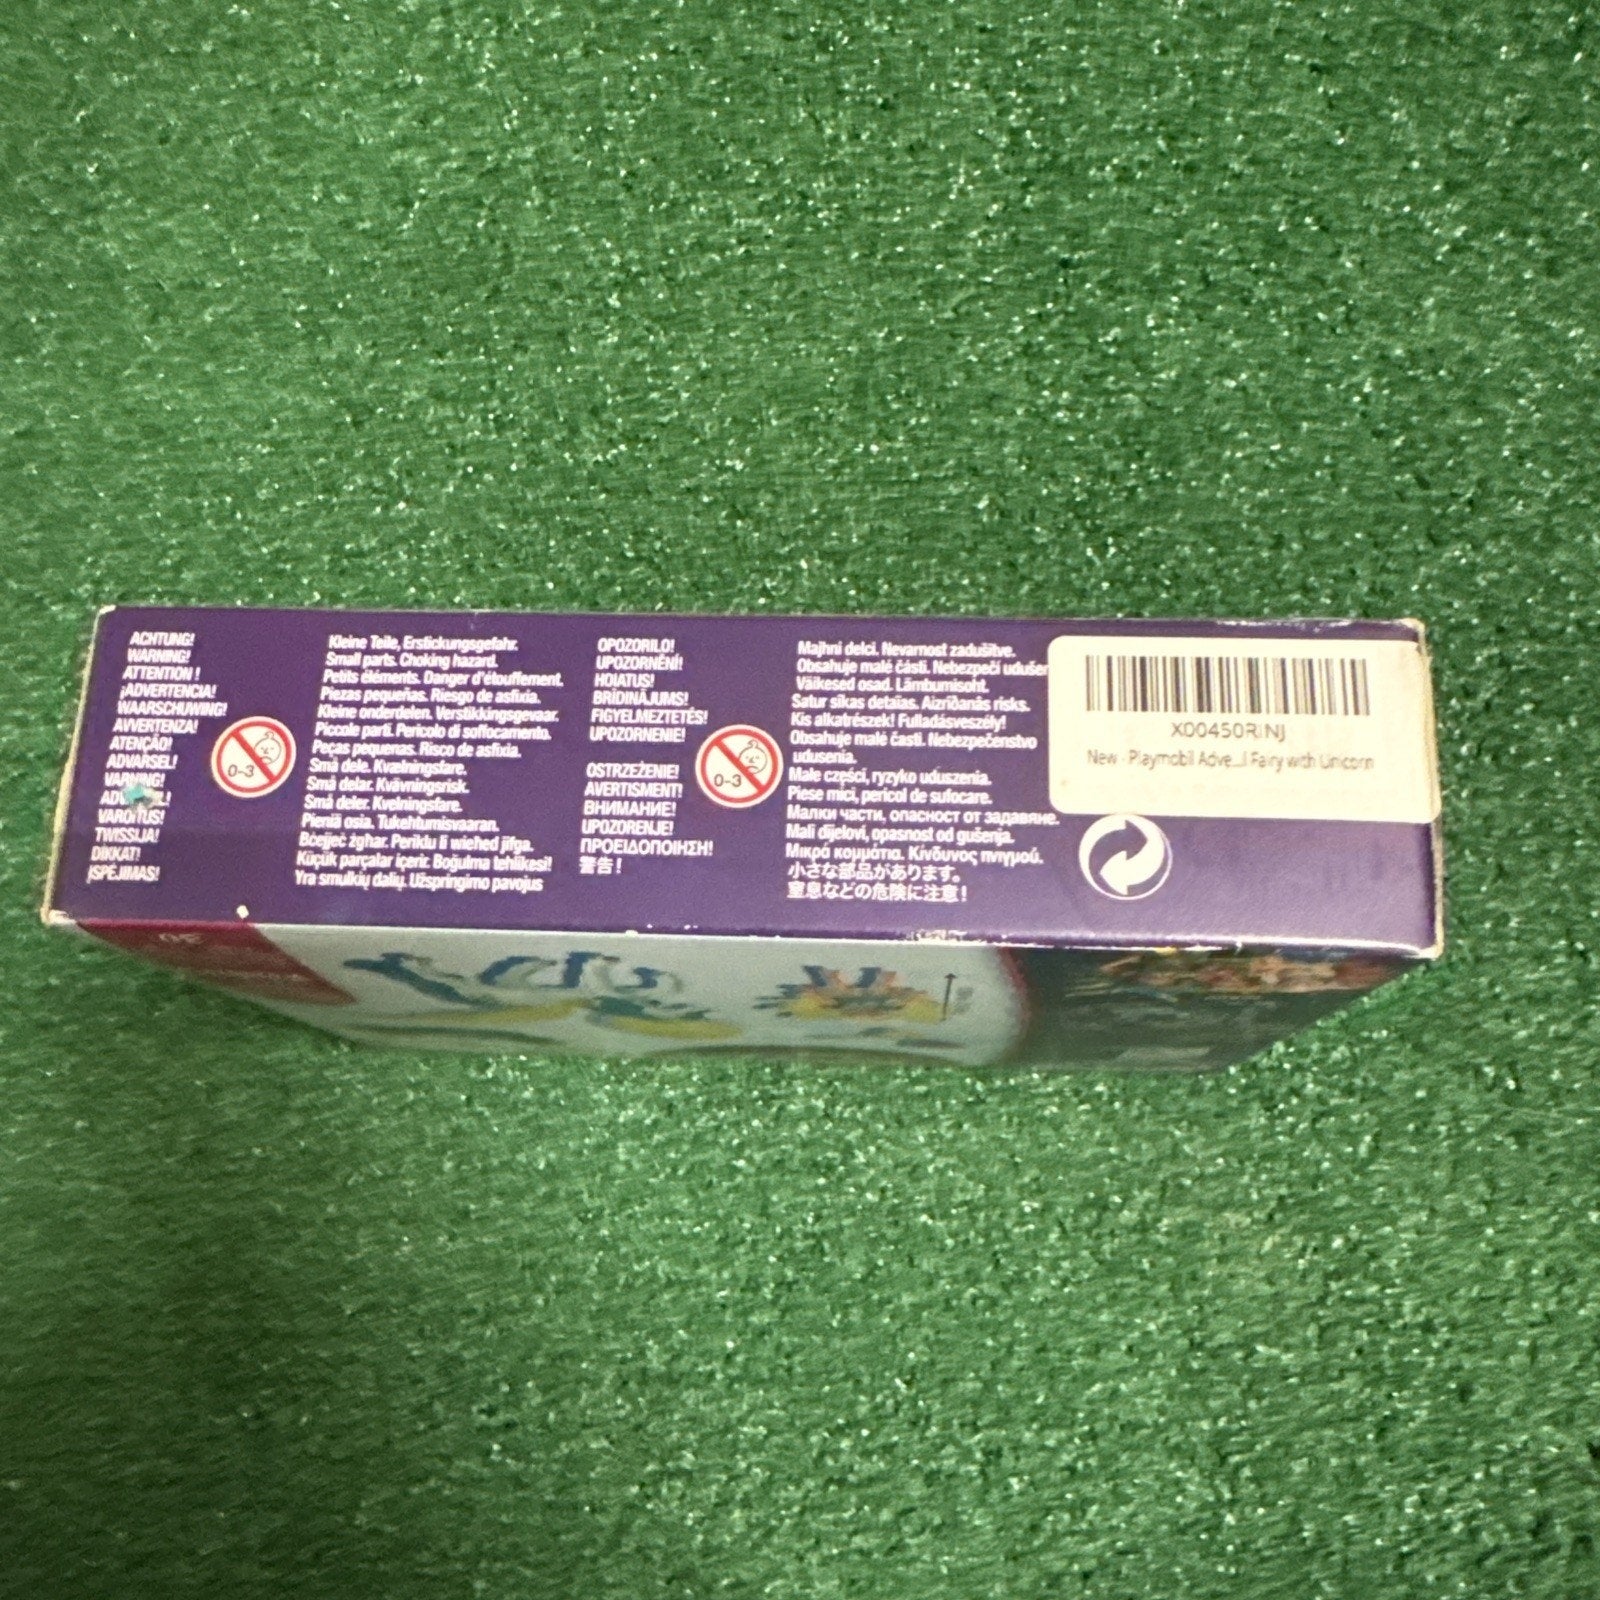 ACHTUNG!
WARNING!
ATTENTION !
¡ADVERTENCIA!
WAARSCHUWING!
AVVERTENZA!
ATENÇÃO!
ADVARSEL!
VARNING!
VAROITUS!
TWISSIJA!
DİKKAT!
ĮSPĖJIMAS!
0-3
Kleine Teile, Erstickungsgefahr.
Small parts. Choking hazard.
Petits éléments. Danger d'étouffement.
Piezas pequeñas. Riesgo de asfixia.
Kleine onderdelen. Verstikkingsgevaar.
Piccole parti. Pericolo di soffocamento.
Peças pequenas. Risco de asfixia.
Små dele. Kvælningsfare.
Små delar. Kvävningsrisk.
Små deler. Kvelningsfare.
Pieniä osia. Tukehtumisvaaran.
Bċejjeċ żgħar. Periklu li wieħed jifga.
Küçük parçalar içerir. Boğulma tehlikesi!
Yra smulkių dalių. Užspringimo pavojus
OPOZORILO!
UPOZORNĚNÍ!
HOIATUS!
BRĪDINĀJUMS!
FIGYELMEZTETÉS!
UPOZORNENIE!
OSTRZEŻENIE!
AVERTISMENT!
ВНИМАНИЕ!
UPOZORENJE!
ΠΡΟΕΙΔΟΠΟΙΗΣΗ!
警告!
0-3
Majhni delci. Nevarnost zadušitve.
Obsahuje malé části. Nebezpečí udušer
Väikesed osad. Lämbumisoht.
Satur sīkas detaļas. Aizrīšanās risks.
Kis alkatrészek! Fulladásveszély!
Obsahuje malé časti. Nebezpečenstvo
udusenia.
Małe części, ryzyko uduszenia.
Piese mici, pericol de sufocare.
Малки части, опасност от задавяне.
Mali dijelovi, opasnost od gušenja.
Μικρά κομμάτια. Κίνδυνος πνιγμού.
小さな部品があります。
窒息などの危険に注意!
X00450RINJ
New - Playmobil Adve...l Fairy with Unicorn
30